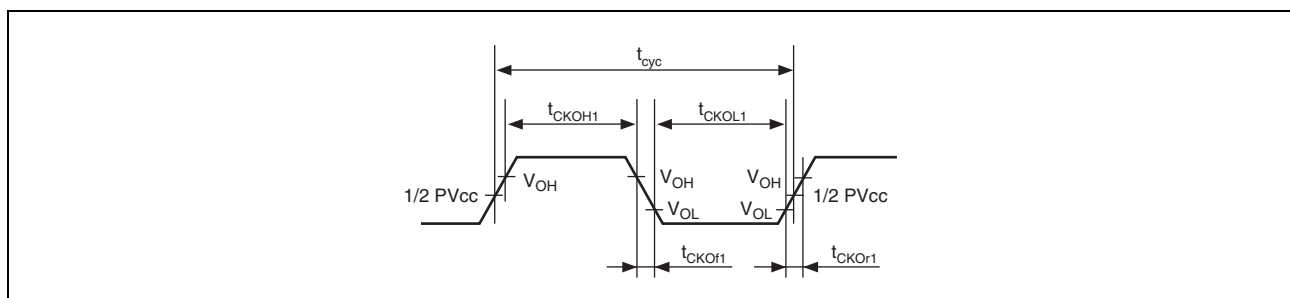 tcyc
tCKOH1 tCKOL1
VOH VOH VOH
1/2 PVcc 1/2 PVcc
VOL VOL
tCKOf1 tCKOr1